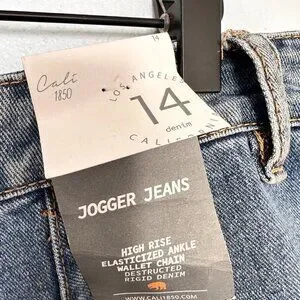 14
Cali
1850
LOS ANGELES
14
denim
CALIFORNIA
JOGGER JEANS
HIGH RISE
ELASTICIZED ANKLE
WALLET CHAIN
DESTRUCTED
RIGID DENIM
WWW.CALI1850.COM